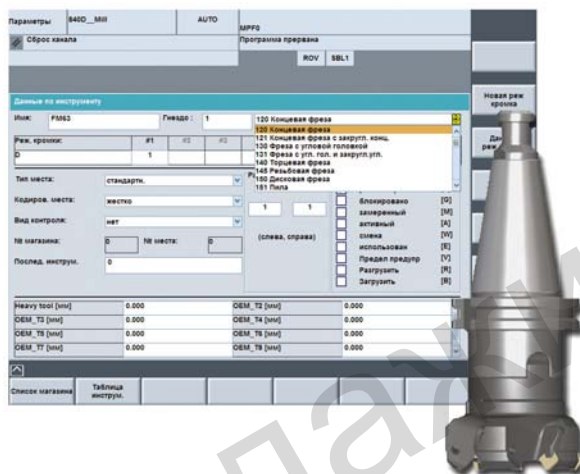 Параметры 840D__Mill AUTO MPF0
Сброс канала Программа прервана
ROV SBL1
Данные по инструменту
Имя: FM63 Гнездо : 1 120 Концевая фреза
120 Концевая фреза
121 Концевая фреза с закругл. конц.
130 Фреза с угловой головкой
131 Фреза с угл. гол. и закругл.угл.
140 Торцевая фреза
145 Резьбовая фреза
150 Дисковая фреза
151 Пила
Реж. кромки: #1 #2 #3
D 1
Тип места: стандартн.
Кодиров. места: жестко
Вид контроля: нет
№ магазина: 0 № места: 0
Послед. инструм. 0
1 1
(слева, справа)
блокировано [G]
замеренный [M]
активный [A]
смена [W]
использован [E]
Предел предупр [V]
Разгрузить [R]
Загрузить [B]
Heavy tool [мм] 0.000 OEM_T2 [мм] 0.000
OEM_T3 [мм] 0.000 OEM_T4 [мм] 0.000
OEM_T5 [мм] 0.000 OEM_T6 [мм] 0.000
OEM_T7 [мм] 0.000 OEM_T8 [мм] 0.000
Список магазина Таблица инструм.
Новая реж
кромка